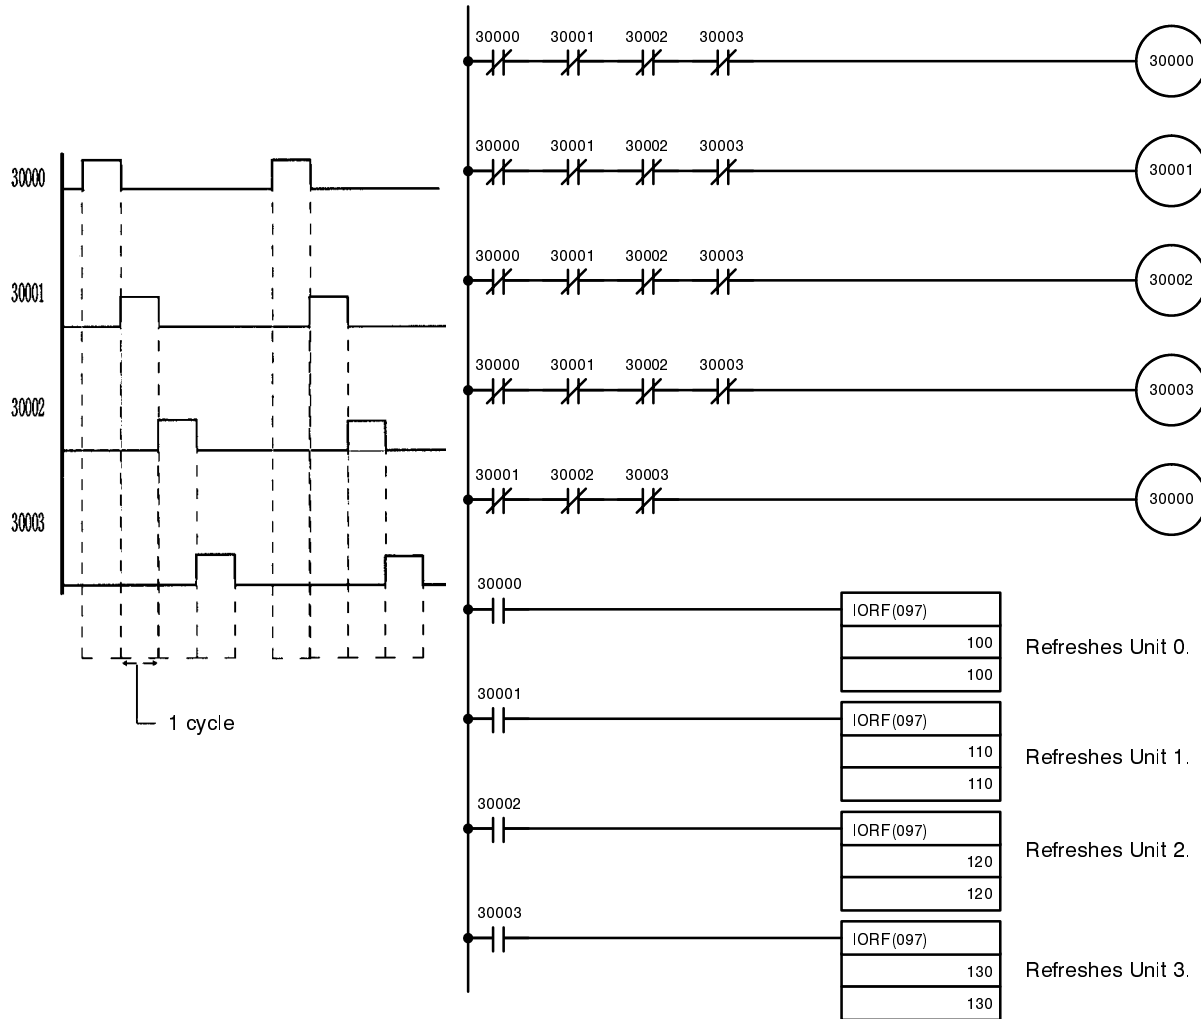 30000
30001
30002
30003
1 cycle
30000 30001 30002 30003
30000
30000 30001 30002 30003
30001
30000 30001 30002 30003
30002
30000 30001 30002 30003
30003
30001 30002 30003
30000
30000
IORF(097)
100
100
Refreshes Unit 0.
30001
IORF(097)
110
110
Refreshes Unit 1.
30002
IORF(097)
120
120
Refreshes Unit 2.
30003
IORF(097)
130
130
Refreshes Unit 3.